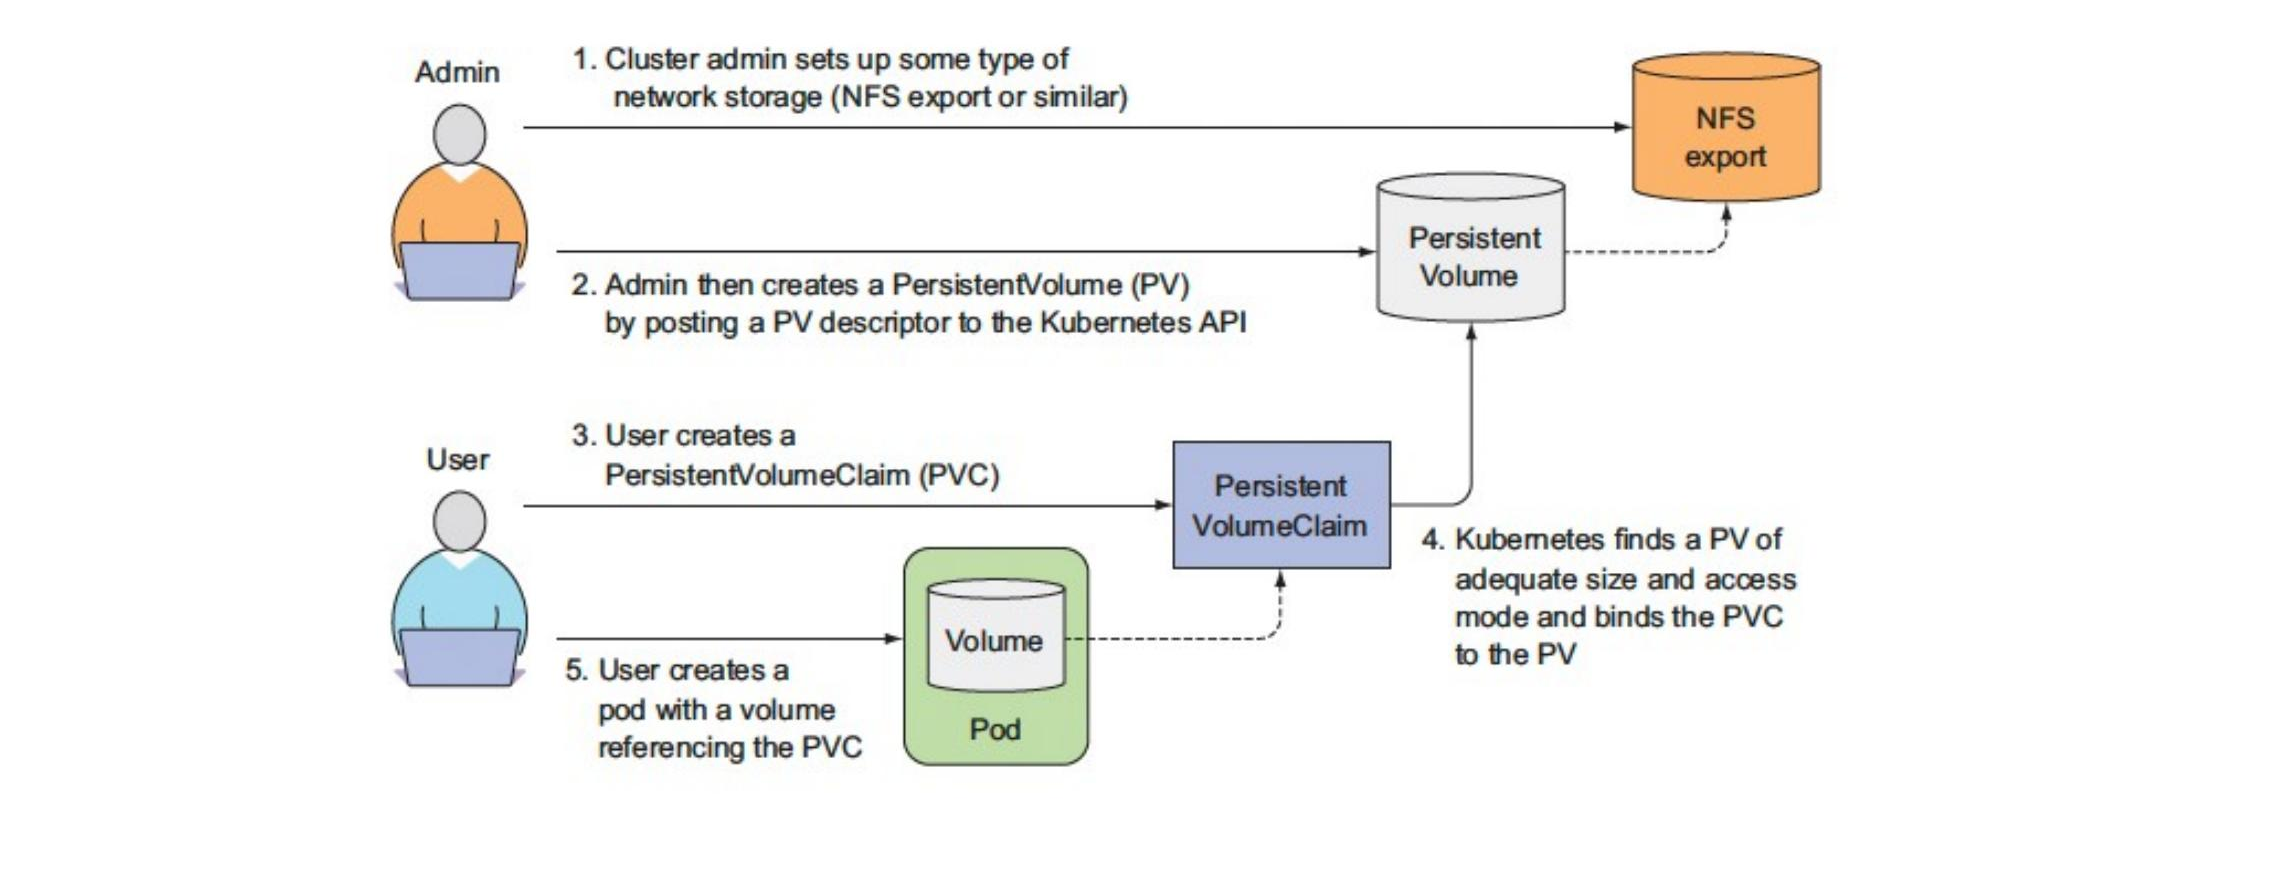 Admin
1. Cluster admin sets up some type of
network storage (NFS export or similar)
NFS
export
Persistent
Volume
2. Admin then creates a PersistentVolume (PV)
by posting a PV descriptor to the Kubernetes API
User
3. User creates a
PersistentVolumeClaim (PVC)
Persistent
VolumeClaim
4. Kubernetes finds a PV of
adequate size and access
mode and binds the PVC
to the PV
Volume
Pod
5. User creates a
pod with a volume
referencing the PVC